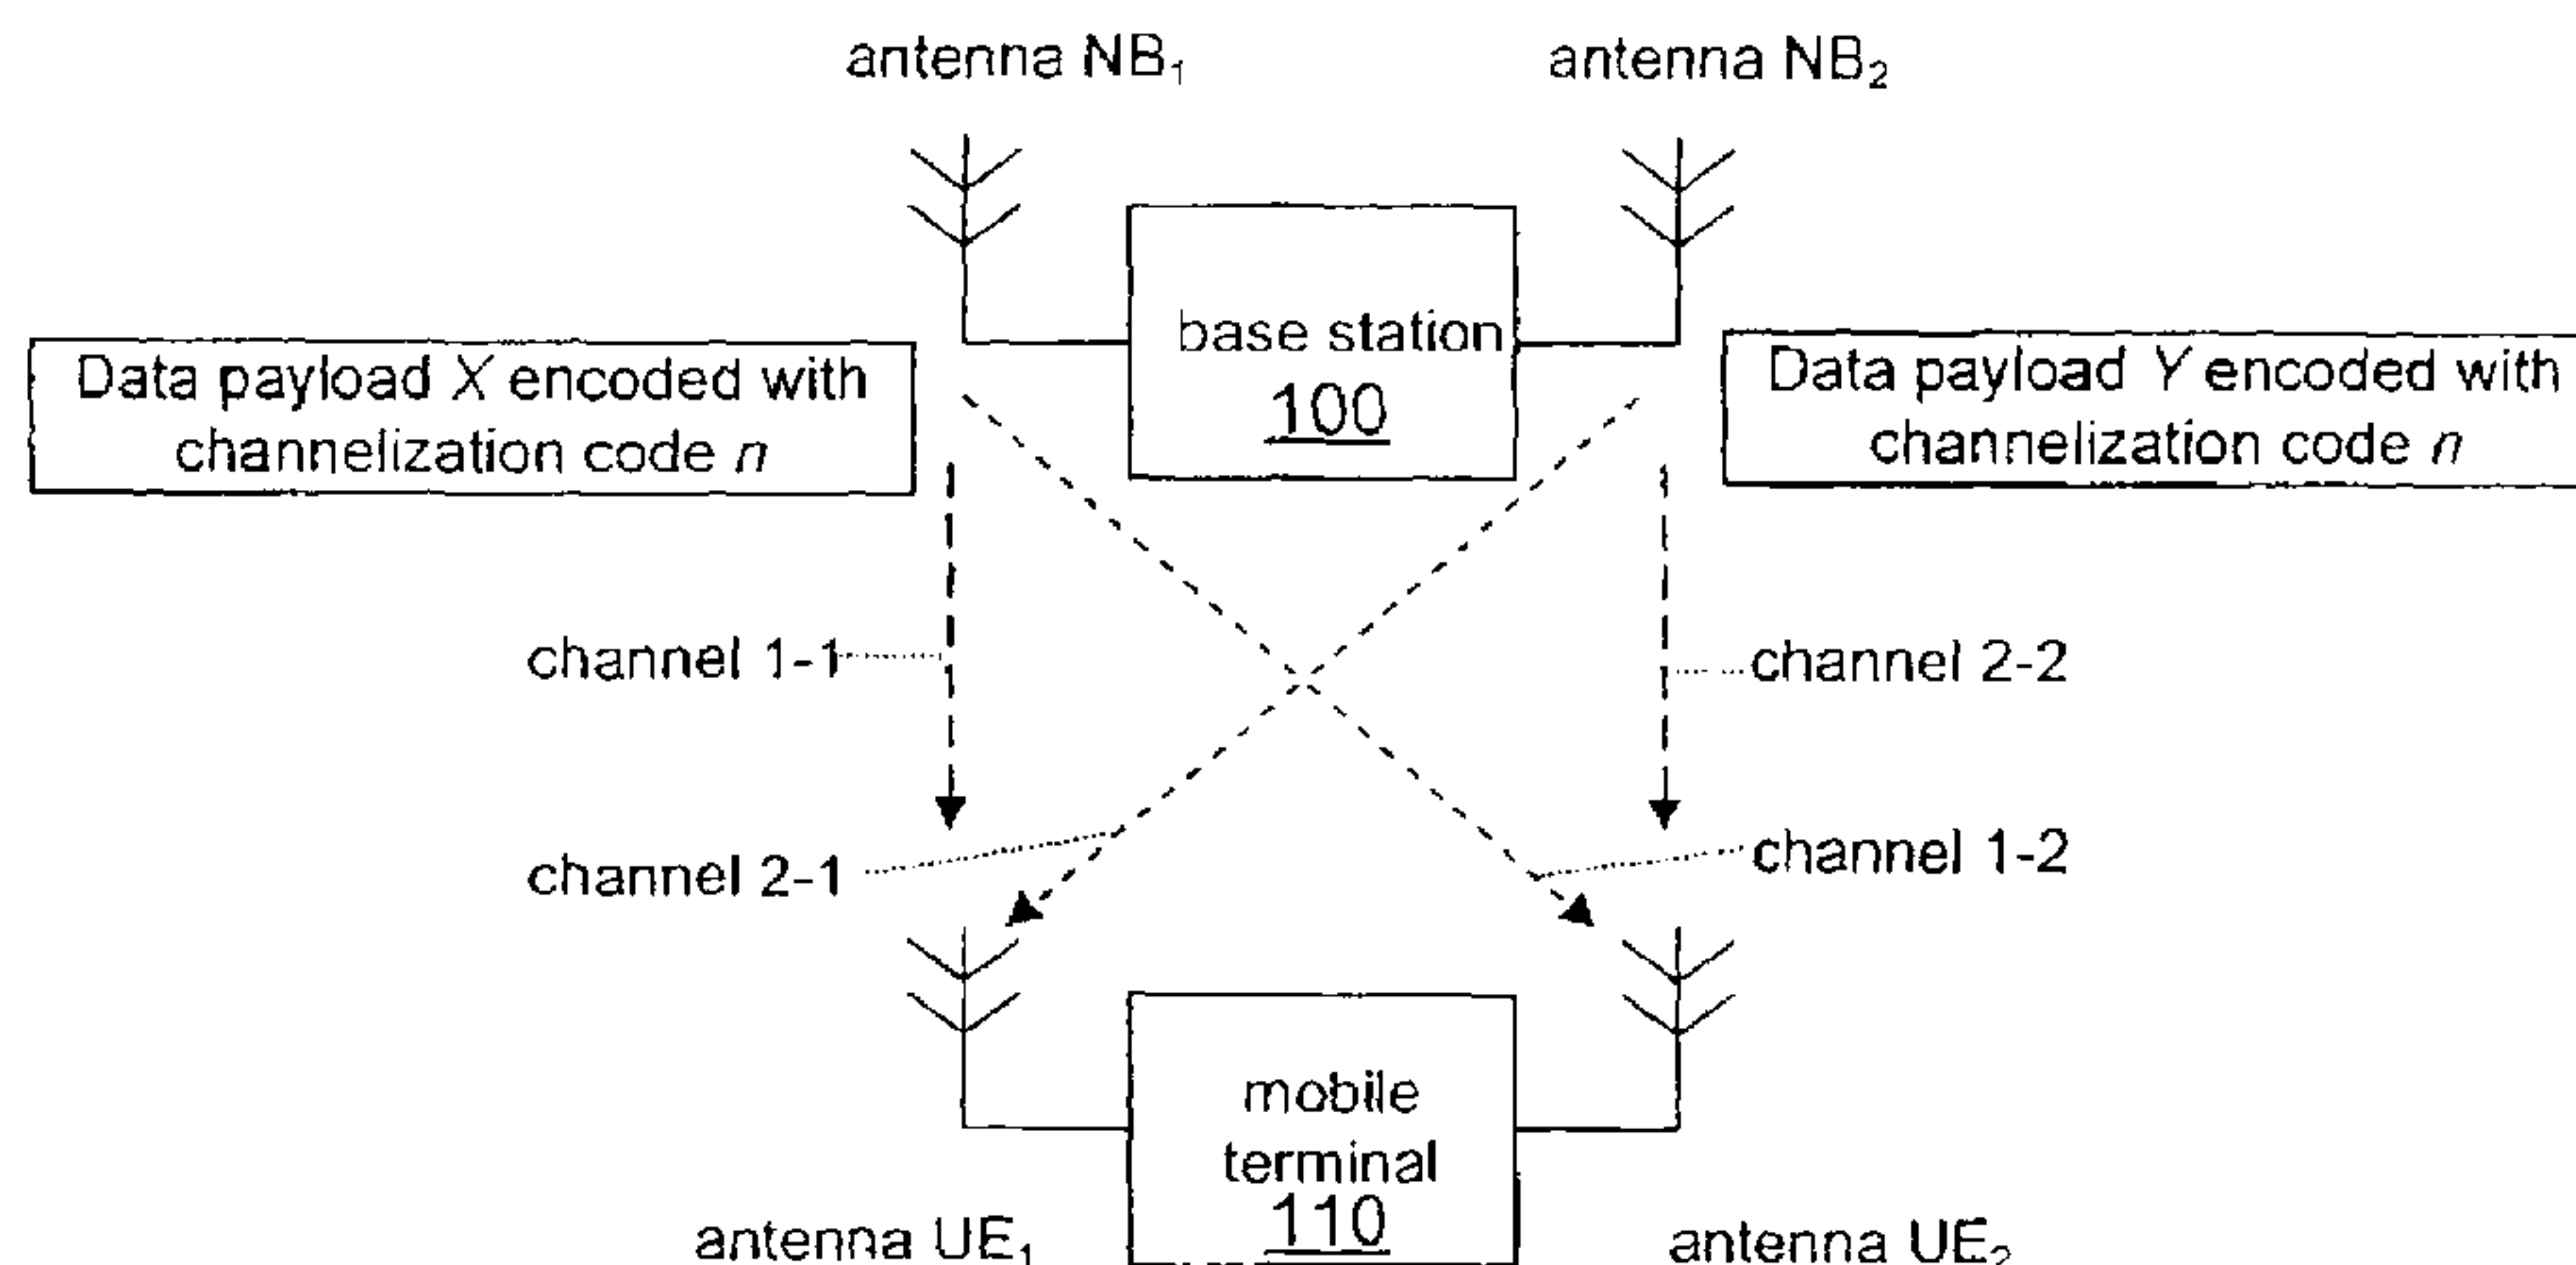 antenna NB₁
antenna NB₂
base station
100
Data payload X encoded with
channelization code n
Data payload Y encoded with
channelization code n
channel 1-1
channel 2-2
channel 2-1
channel 1-2
mobile
terminal
110
antenna UE₁
antenna UE₂